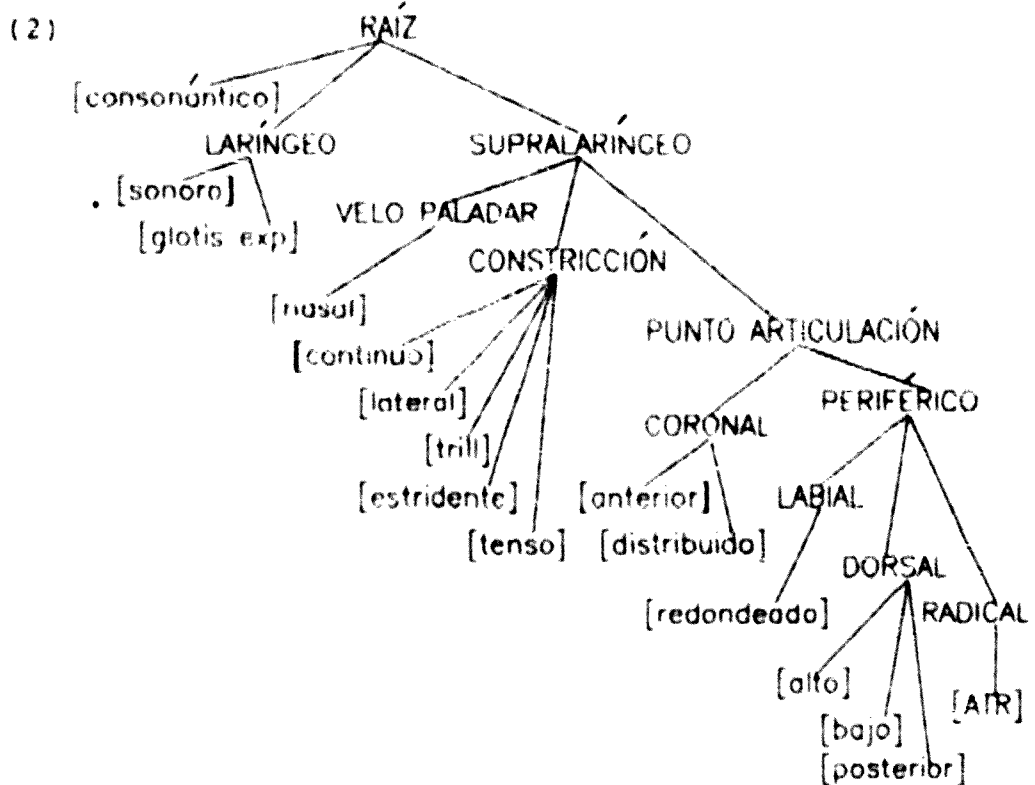 (2)
RAÍZ
[consonántico]
LARÍNGEO SUPRALARÍNGEO
[sonoro]
VELO PALADAR
[glotis exp]
CONSTRICCIÓN
[nasal]
PUNTO ARTICULACIÓN
[continuo]
[lateral]
PERIFÉRICO
CORONAL
[trill]
[estridente] [anterior] LABIAL
[tenso] [distribuido]
DORSAL
[redondeado] RADICAL
[alto]
[ATR]
[bajo]
[posterior]